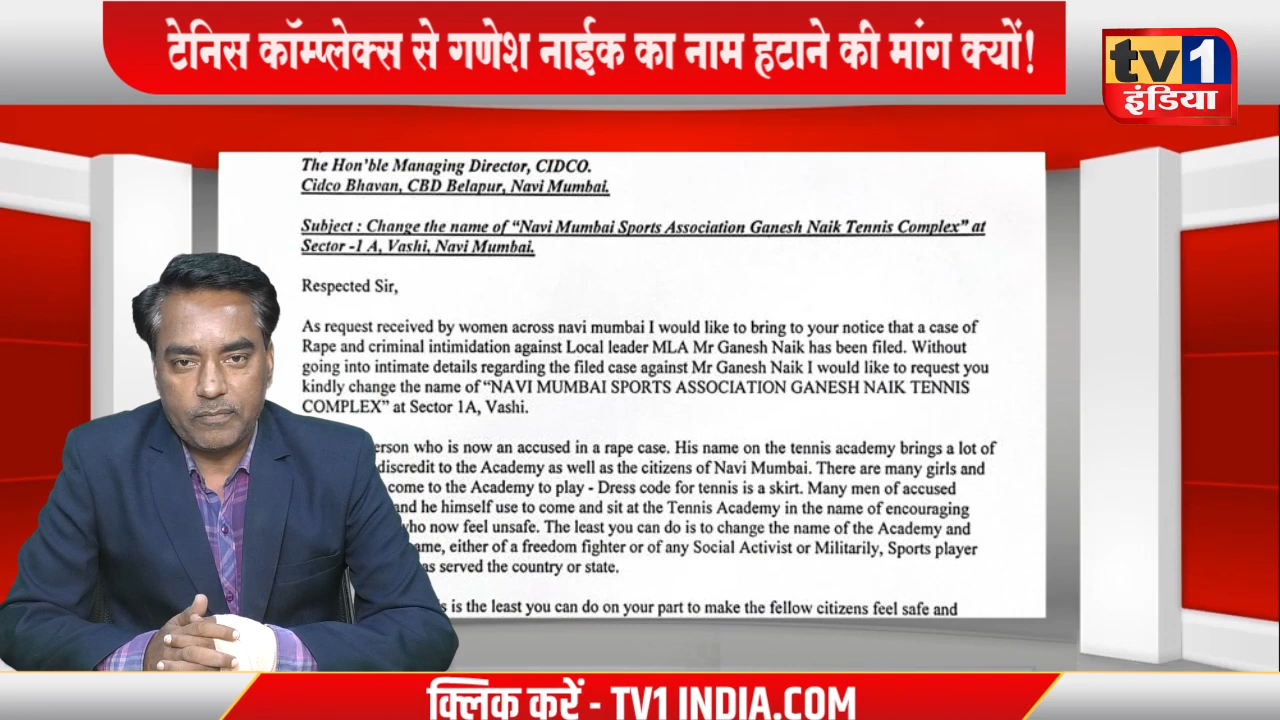 टेनिस कॉम्प्लेक्स से गणेश नाईक का नाम हटाने की मांग क्यों!
tv1
इंडिया
The Hon'ble Managing Director, CIDCO.
Cidco Bhavan, CBD Belapur, Navi Mumbai.
Subject : Change the name of “Navi Mumbai Sports Association Ganesh Naik Tennis Complex” at
Sector -1 A, Vashi, Navi Mumbai.
Respected Sir,
As request received by women across navi mumbai I would like to bring to your notice that a case of
Rape and criminal intimidation against Local leader MLA Mr Ganesh Naik has been filed. Without
going into intimate details regarding the filed case against Mr Ganesh Naik I would like to request you
kindly change the name of “NAVI MUMBAI SPORTS ASSOCIATION GANESH NAIK TENNIS
COMPLEX” at Sector 1A, Vashi.
who is now an accused in a rape case. His name on the tennis academy brings a lot of
discredit to the Academy as well as the citizens of Navi Mumbai. There are many girls and
come to the Academy to play - Dress code for tennis is a skirt. Many men of accused
and he himself use to come and sit at the Tennis Academy in the name of encouraging
who now feel unsafe. The least you can do is to change the name of the Academy and
either of a freedom fighter or of any Social Activist or Militarily, Sports player
served the country or state.
is the least you can do on your part to make the fellow citizens feel safe and
क्लिक करें - TV1 INDIA.COM